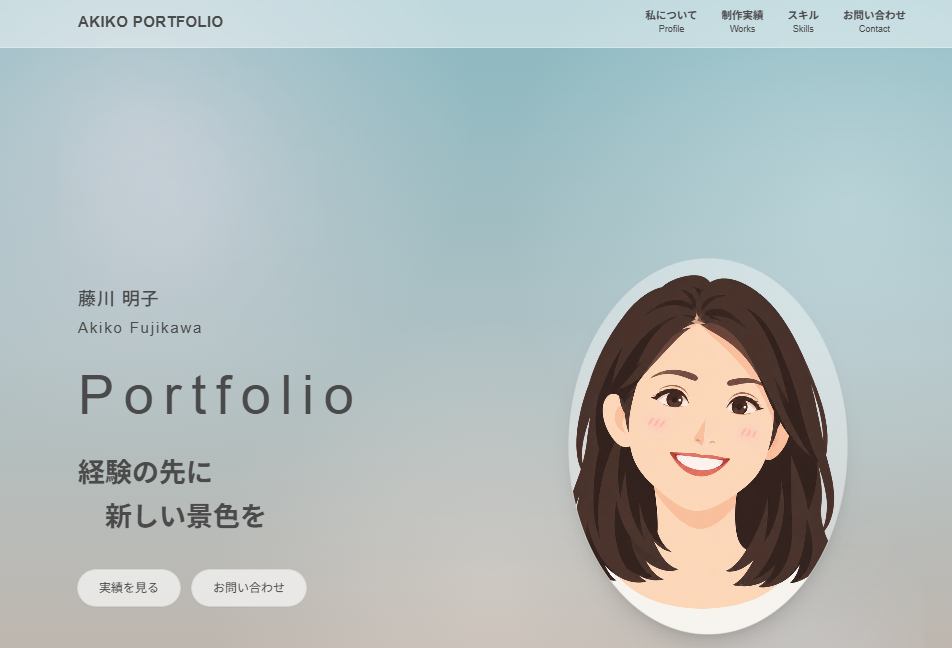 AKIKO PORTFOLIO
私について
Profile
制作実績
Works
スキル
Skills
お問い合わせ
Contact
藤川 明子
Akiko Fujikawa
Portfolio
経験の先に
新しい景色を
実績を見る
お問い合わせ